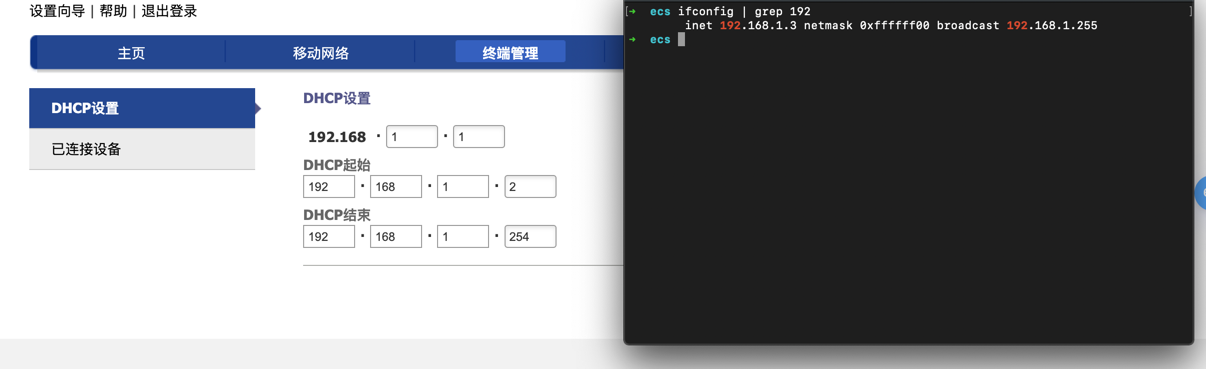 设置向导 | 帮助 | 退出登录
主页 移动网络 终端管理
DHCP设置
已连接设备
DHCP设置
192.168 · 1 · 1
DHCP起始
192 · 168 · 1 · 2
DHCP结束
192 · 168 · 1 · 254
[➜ ecs ifconfig | grep 192 ]
inet 192.168.1.3 netmask 0xffffff00 broadcast 192.168.1.255
➜ ecs